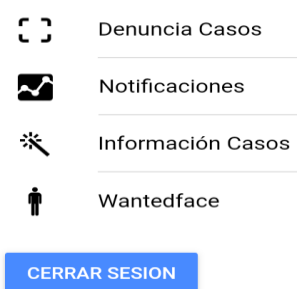 Denuncia Casos
Notificaciones
Información Casos
Wantedface
CERRAR SESION